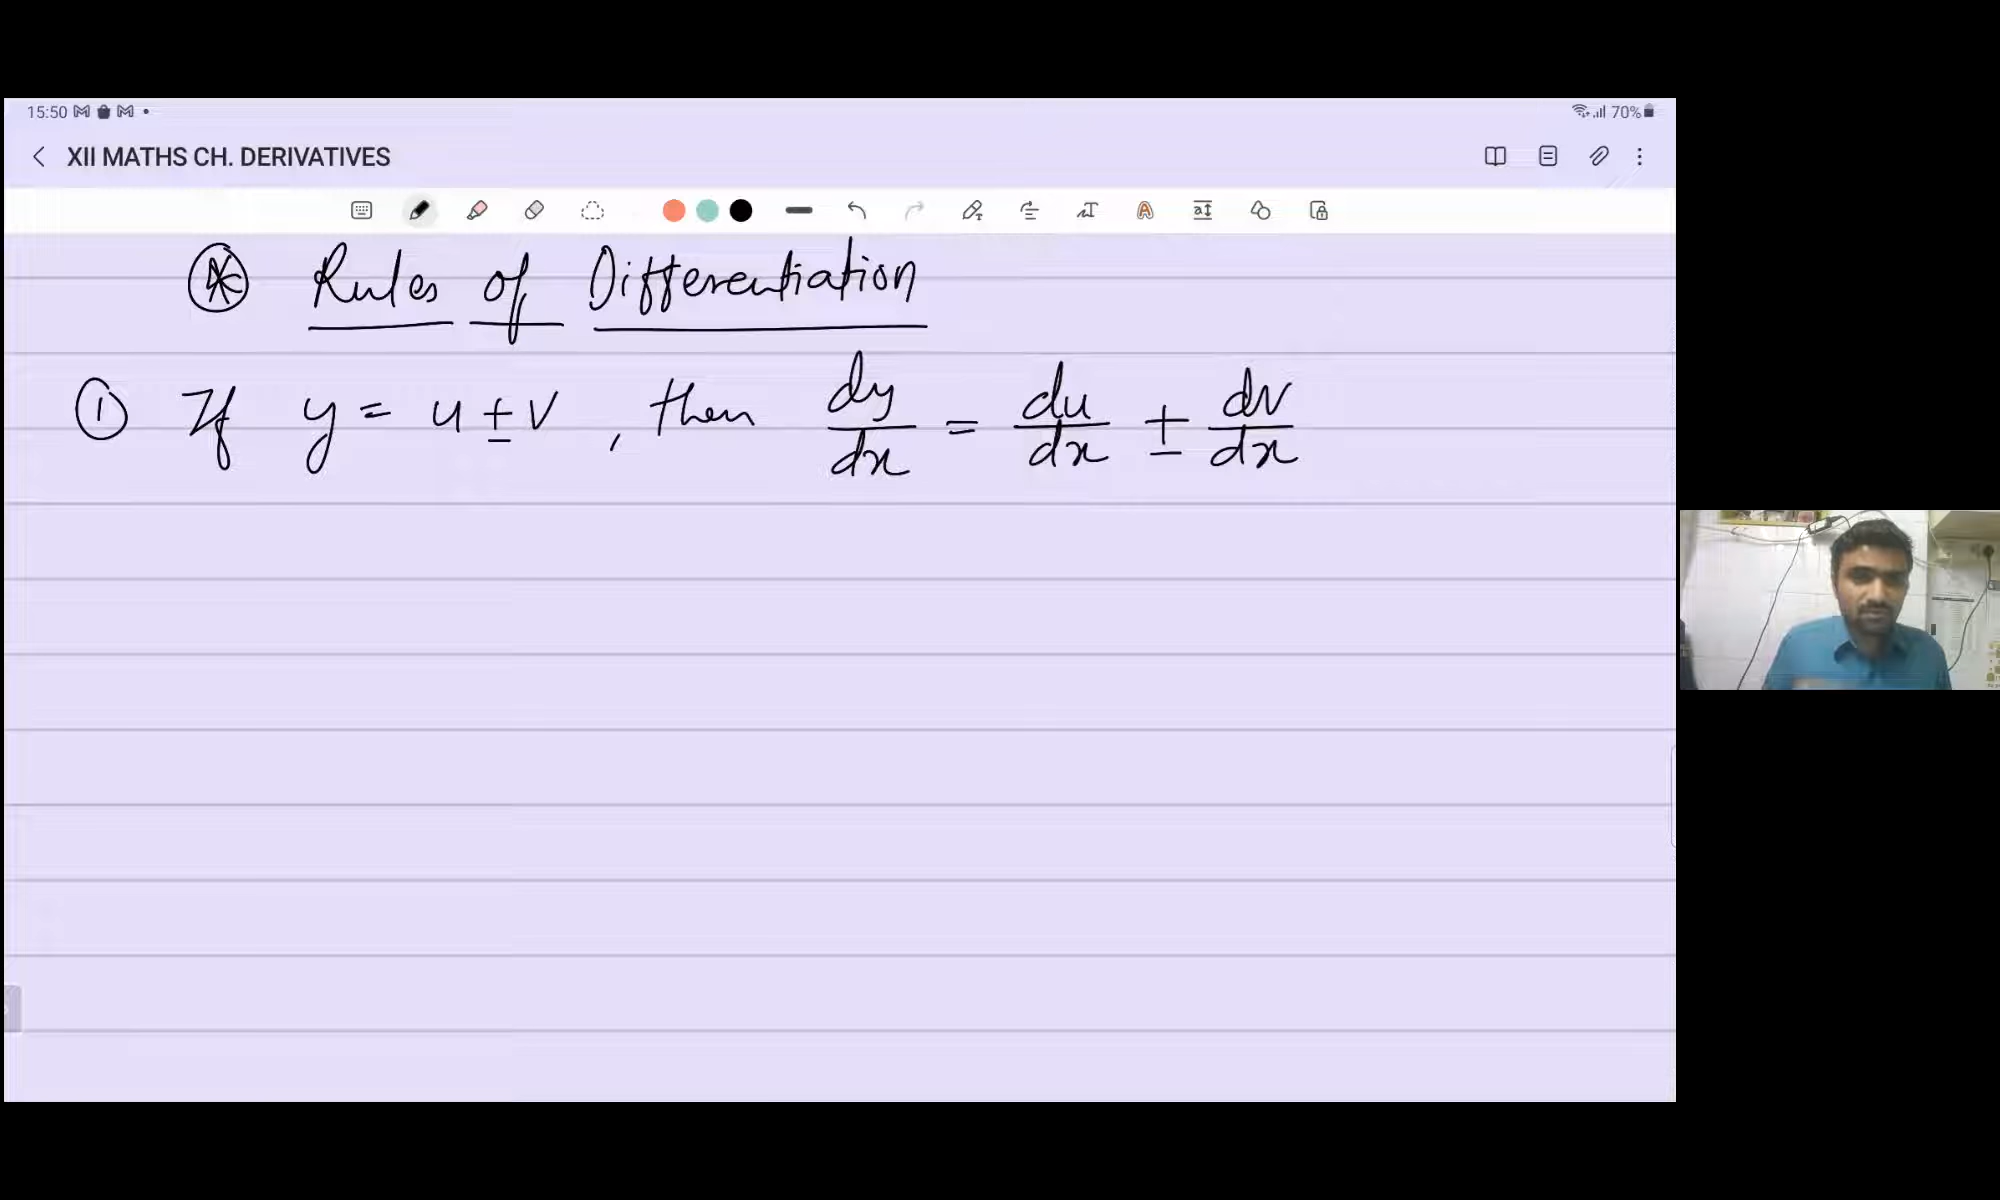 15:50
70%
XII MATHS CH. DERIVATIVES
Rules of Differentiation
① If y = u ± v , then dy/dx = du/dx ± dv/dx